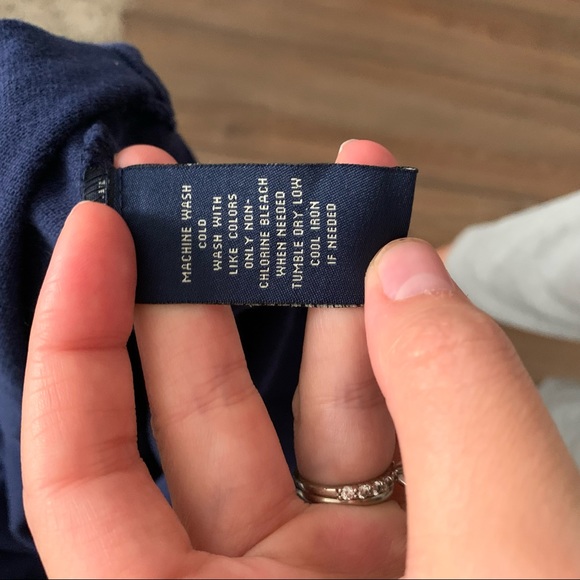 MACHINE WASH
COLD
WASH WITH
LIKE COLORS
ONLY NON-
CHLORINE BLEACH
WHEN NEEDED
TUMBLE DRY LOW
COOL IRON
IF NEEDED